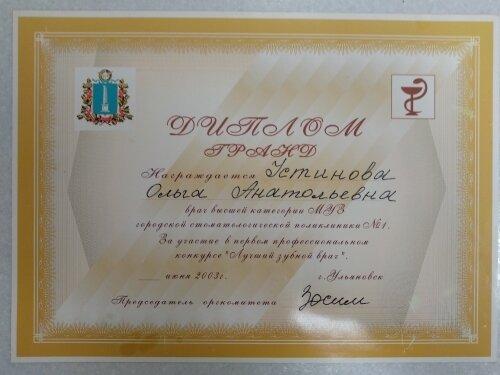 ДИПЛОМ
ГРАНД
Награждается Устинова
Ольга Анатольевна
врач высшей категории МУЗ
городской стоматологической поликлиники №1.
За участие в первом профессиональном
конкурсе "Лучший зубной врач".
июня 2003г. г.Ульяновск
Председатель оргкомитета